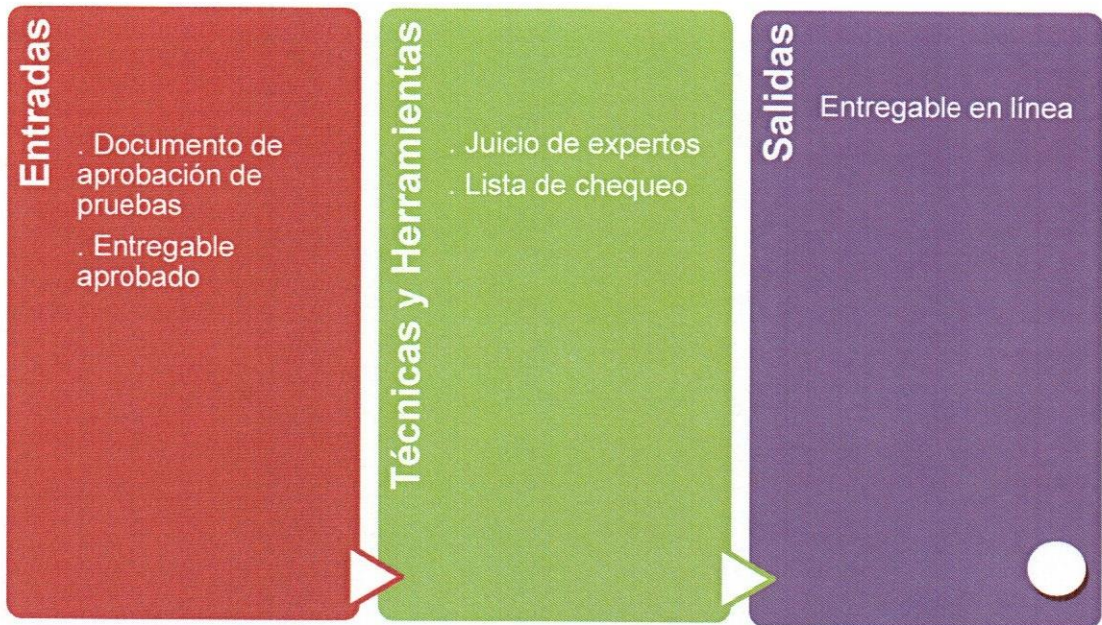 Entradas
. Documento de
aprobación de
pruebas
. Entregable
aprobado
Técnicas y Herramientas
. Juicio de expertos
. Lista de chequeo
Salidas
Entregable en línea